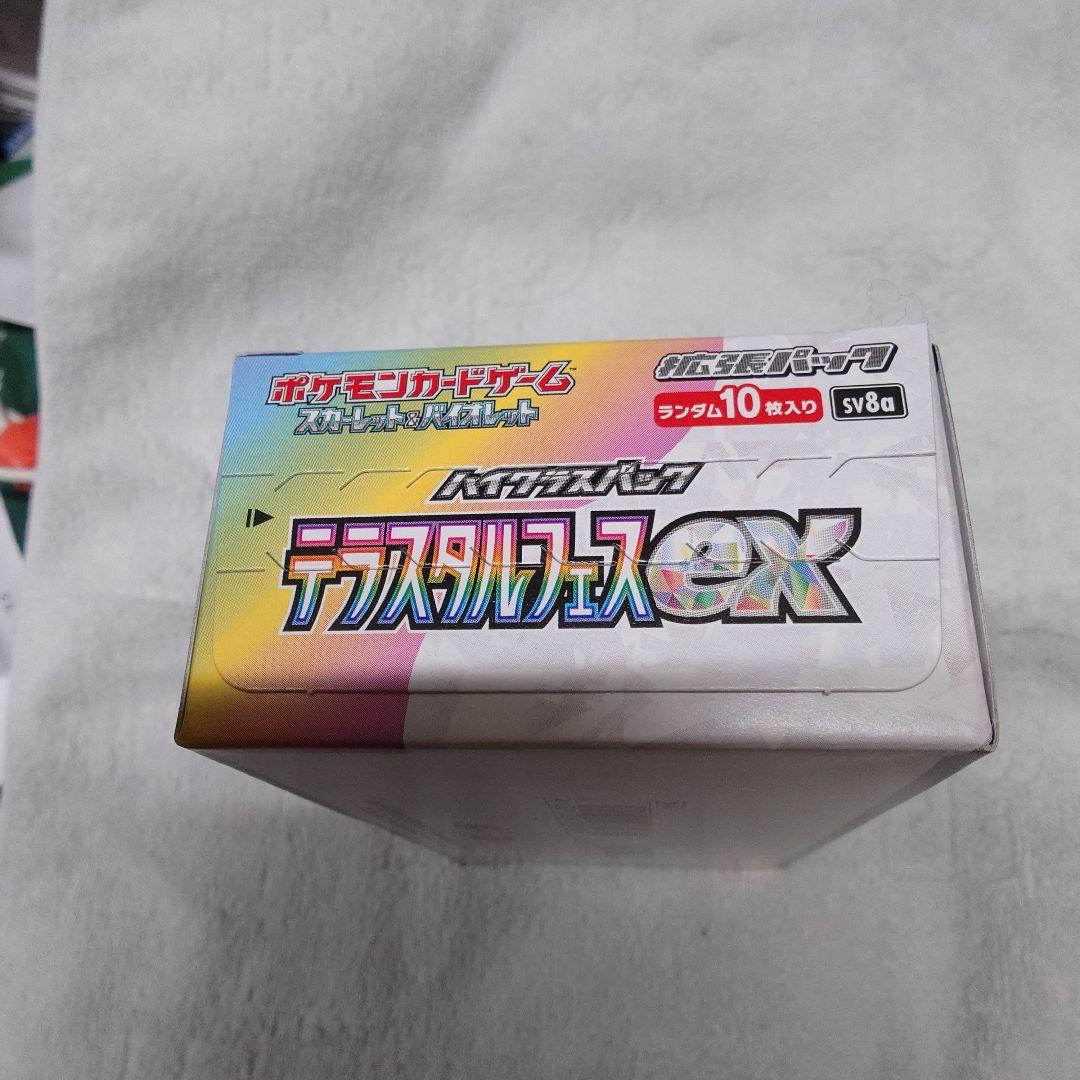 ポケモンカードゲーム™
スカーレット&バイオレット
拡張パック
ランダム10枚入り
sv8a
ハイクラスパック
テラスタルフェスex